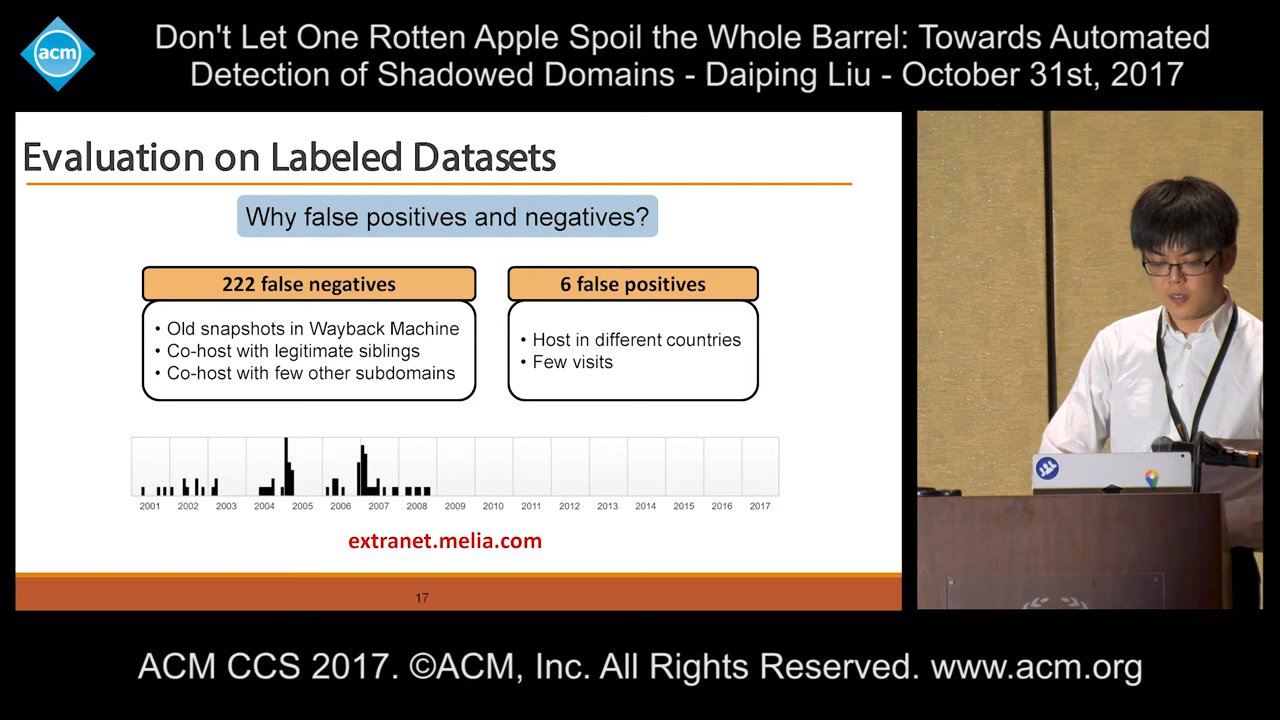 acm
Don't Let One Rotten Apple Spoil the Whole Barrel: Towards Automated
Detection of Shadowed Domains - Daiping Liu - October 31st, 2017
Evaluation on Labeled Datasets
Why false positives and negatives?
222 false negatives
• Old snapshots in Wayback Machine
• Co-host with legitimate siblings
• Co-host with few other subdomains
6 false positives
• Host in different countries
• Few visits
2001 2002 2003 2004 2005 2006 2007 2008 2009 2010 2011 2012 2013 2014 2015 2016 2017
extranet.melia.com
17
ACM CCS 2017. ©ACM, Inc. All Rights Reserved. www.acm.org